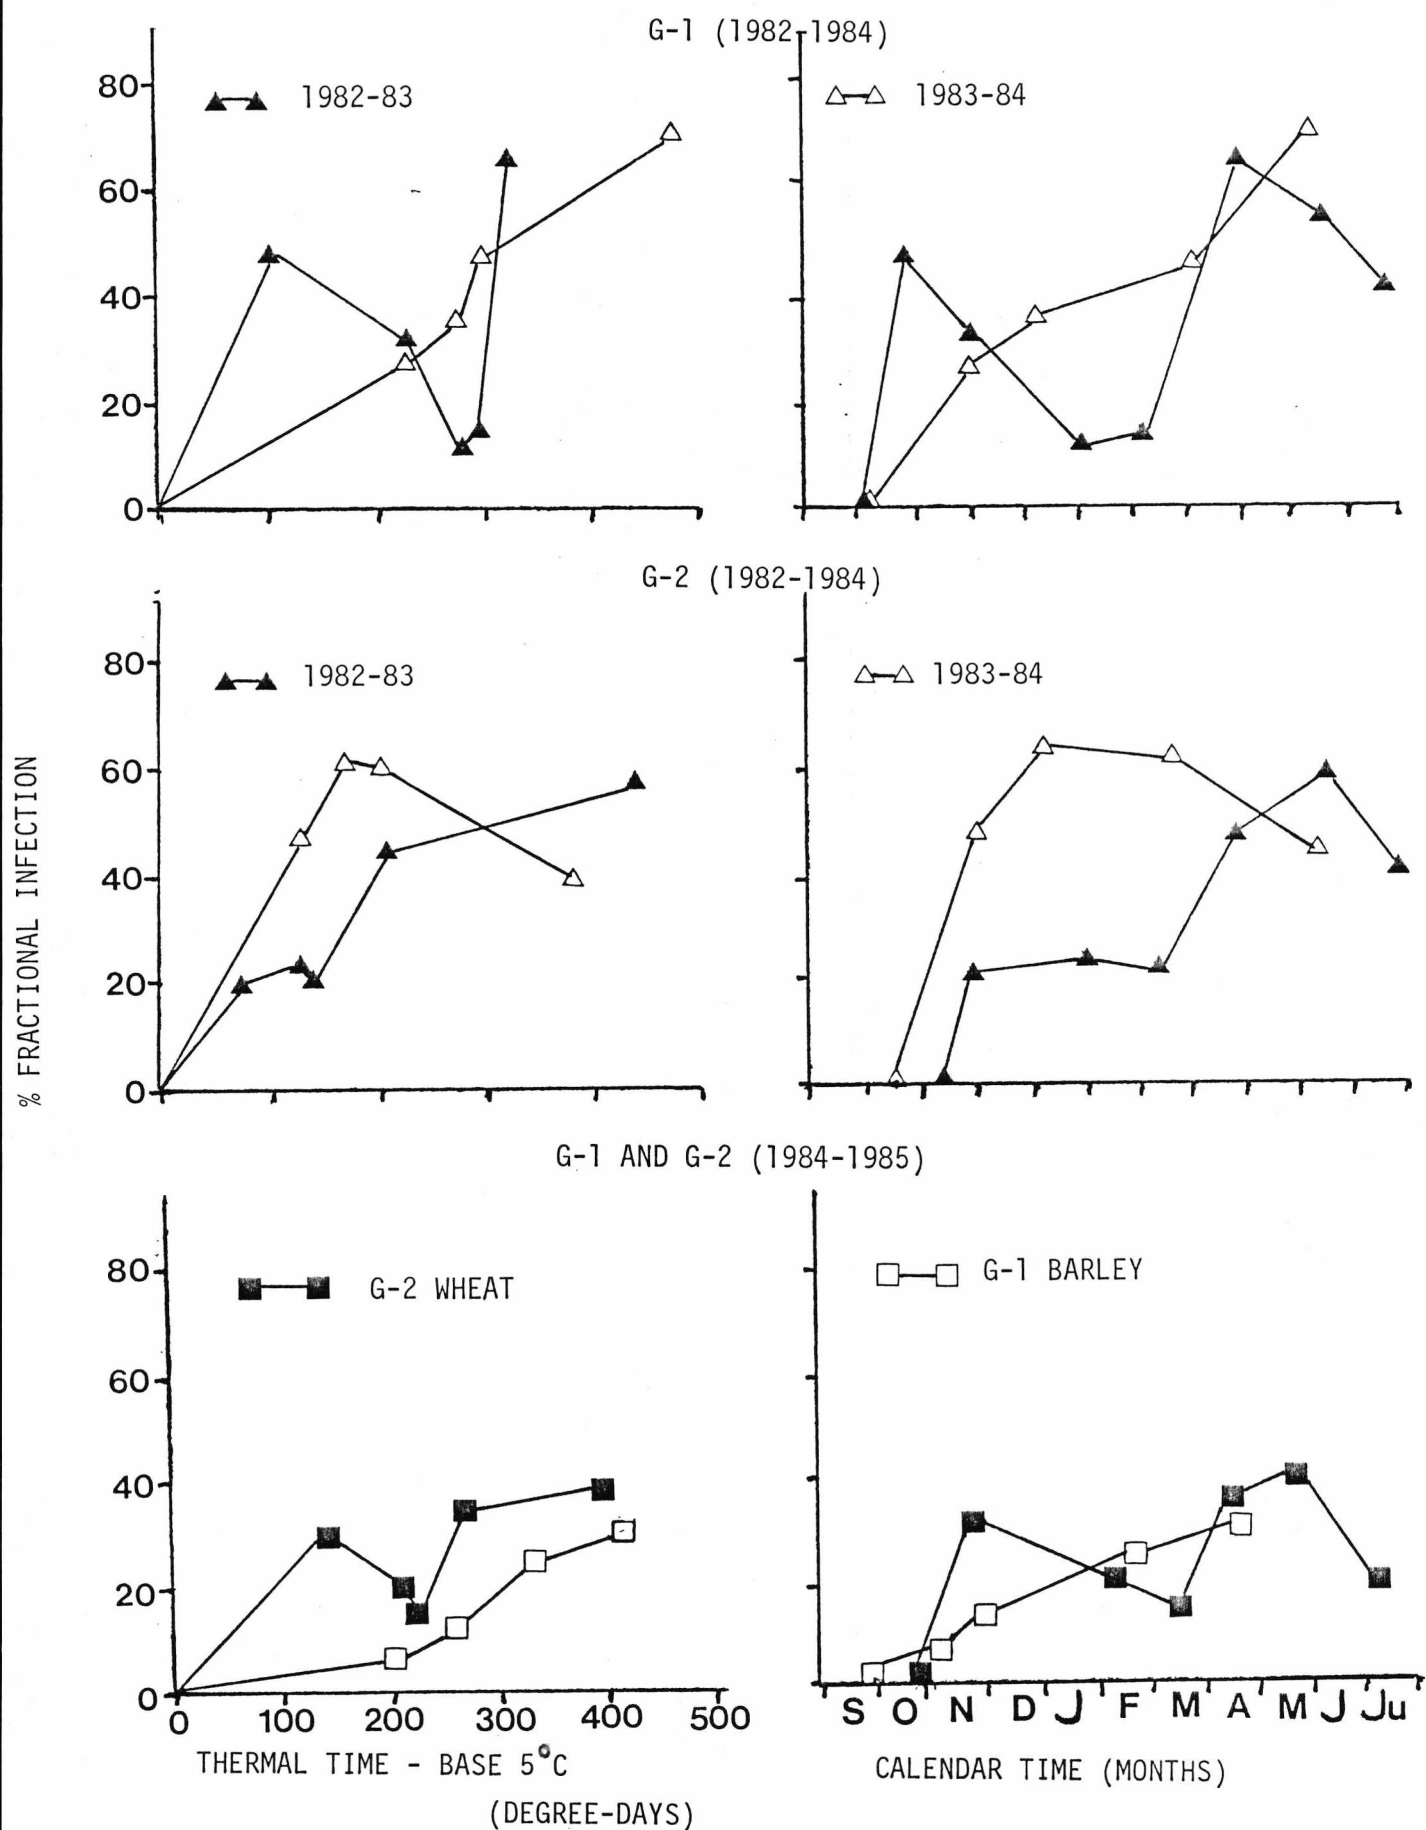 G-1 (1982-1984)
1982-83
1983-84
80
60
40
20
0
G-2 (1982-1984)
1982-83
1983-84
80
60
40
20
0
% FRACTIONAL INFECTION
G-1 AND G-2 (1984-1985)
G-2 WHEAT
G-1 BARLEY
80
60
40
20
0
0 100 200 300 400 500
S O N D J F M A M J Ju
THERMAL TIME - BASE 5°C
(DEGREE-DAYS)
CALENDAR TIME (MONTHS)